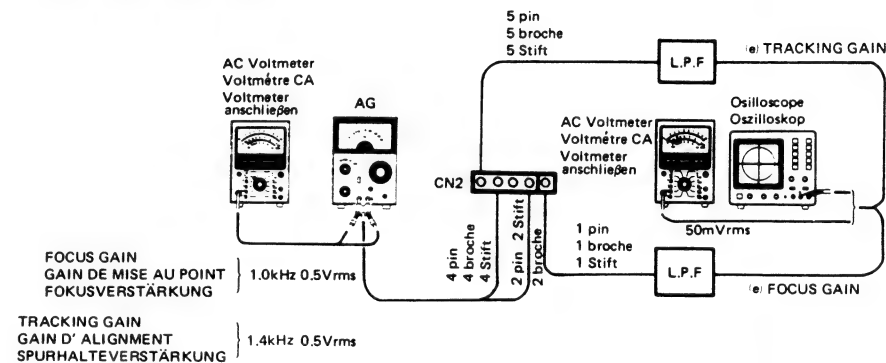 5 pin
5 broche
5 Stift
L.P.F
(e) TRACKING GAIN
AC Voltmeter
Voltmétre CA
Voltmeter
anschließen
AG
AC Voltmeter
Voltmétre CA
Voltmeter
anschließen
Osilloscope
Oszilloskop
CN2
50mVrms
4 pin
4 broche
4 Stift
2 pin 2 Stift
2 broche
1 pin
1 broche
1 Stift
L.P.F
(e) FOCUS GAIN
FOCUS GAIN
GAIN DE MISE AU POINT
FOKUSVERSTÄRKUNG
1.0kHz 0.5Vrms
TRACKING GAIN
GAIN D' ALIGNMENT
SPURHALTEVERSTÄRKUNG
1.4kHz 0.5Vrms